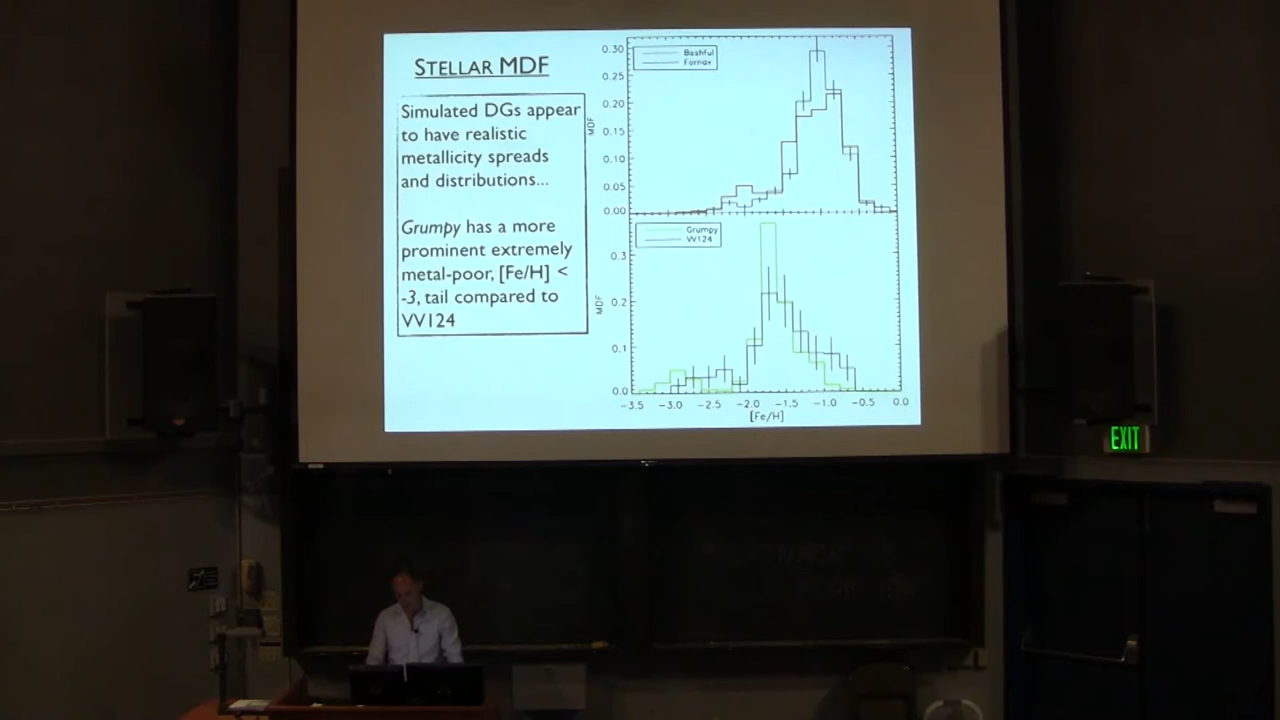 STELLAR MDF
Simulated DGs appear
to have realistic
metallicity spreads
and distributions...
Grumpy has a more
prominent extremely
metal-poor, [Fe/H] <
-3, tail compared to
VV124
0.30
0.25
0.20
0.15
0.10
0.05
0.00
MDF
Bashful
Fornax
0.3
0.2
0.1
0.0
MDF
Grumpy
VV124
-3.5 -3.0 -2.5 -2.0 -1.5 -1.0 -0.5 0.0
[Fe/H]
EXIT